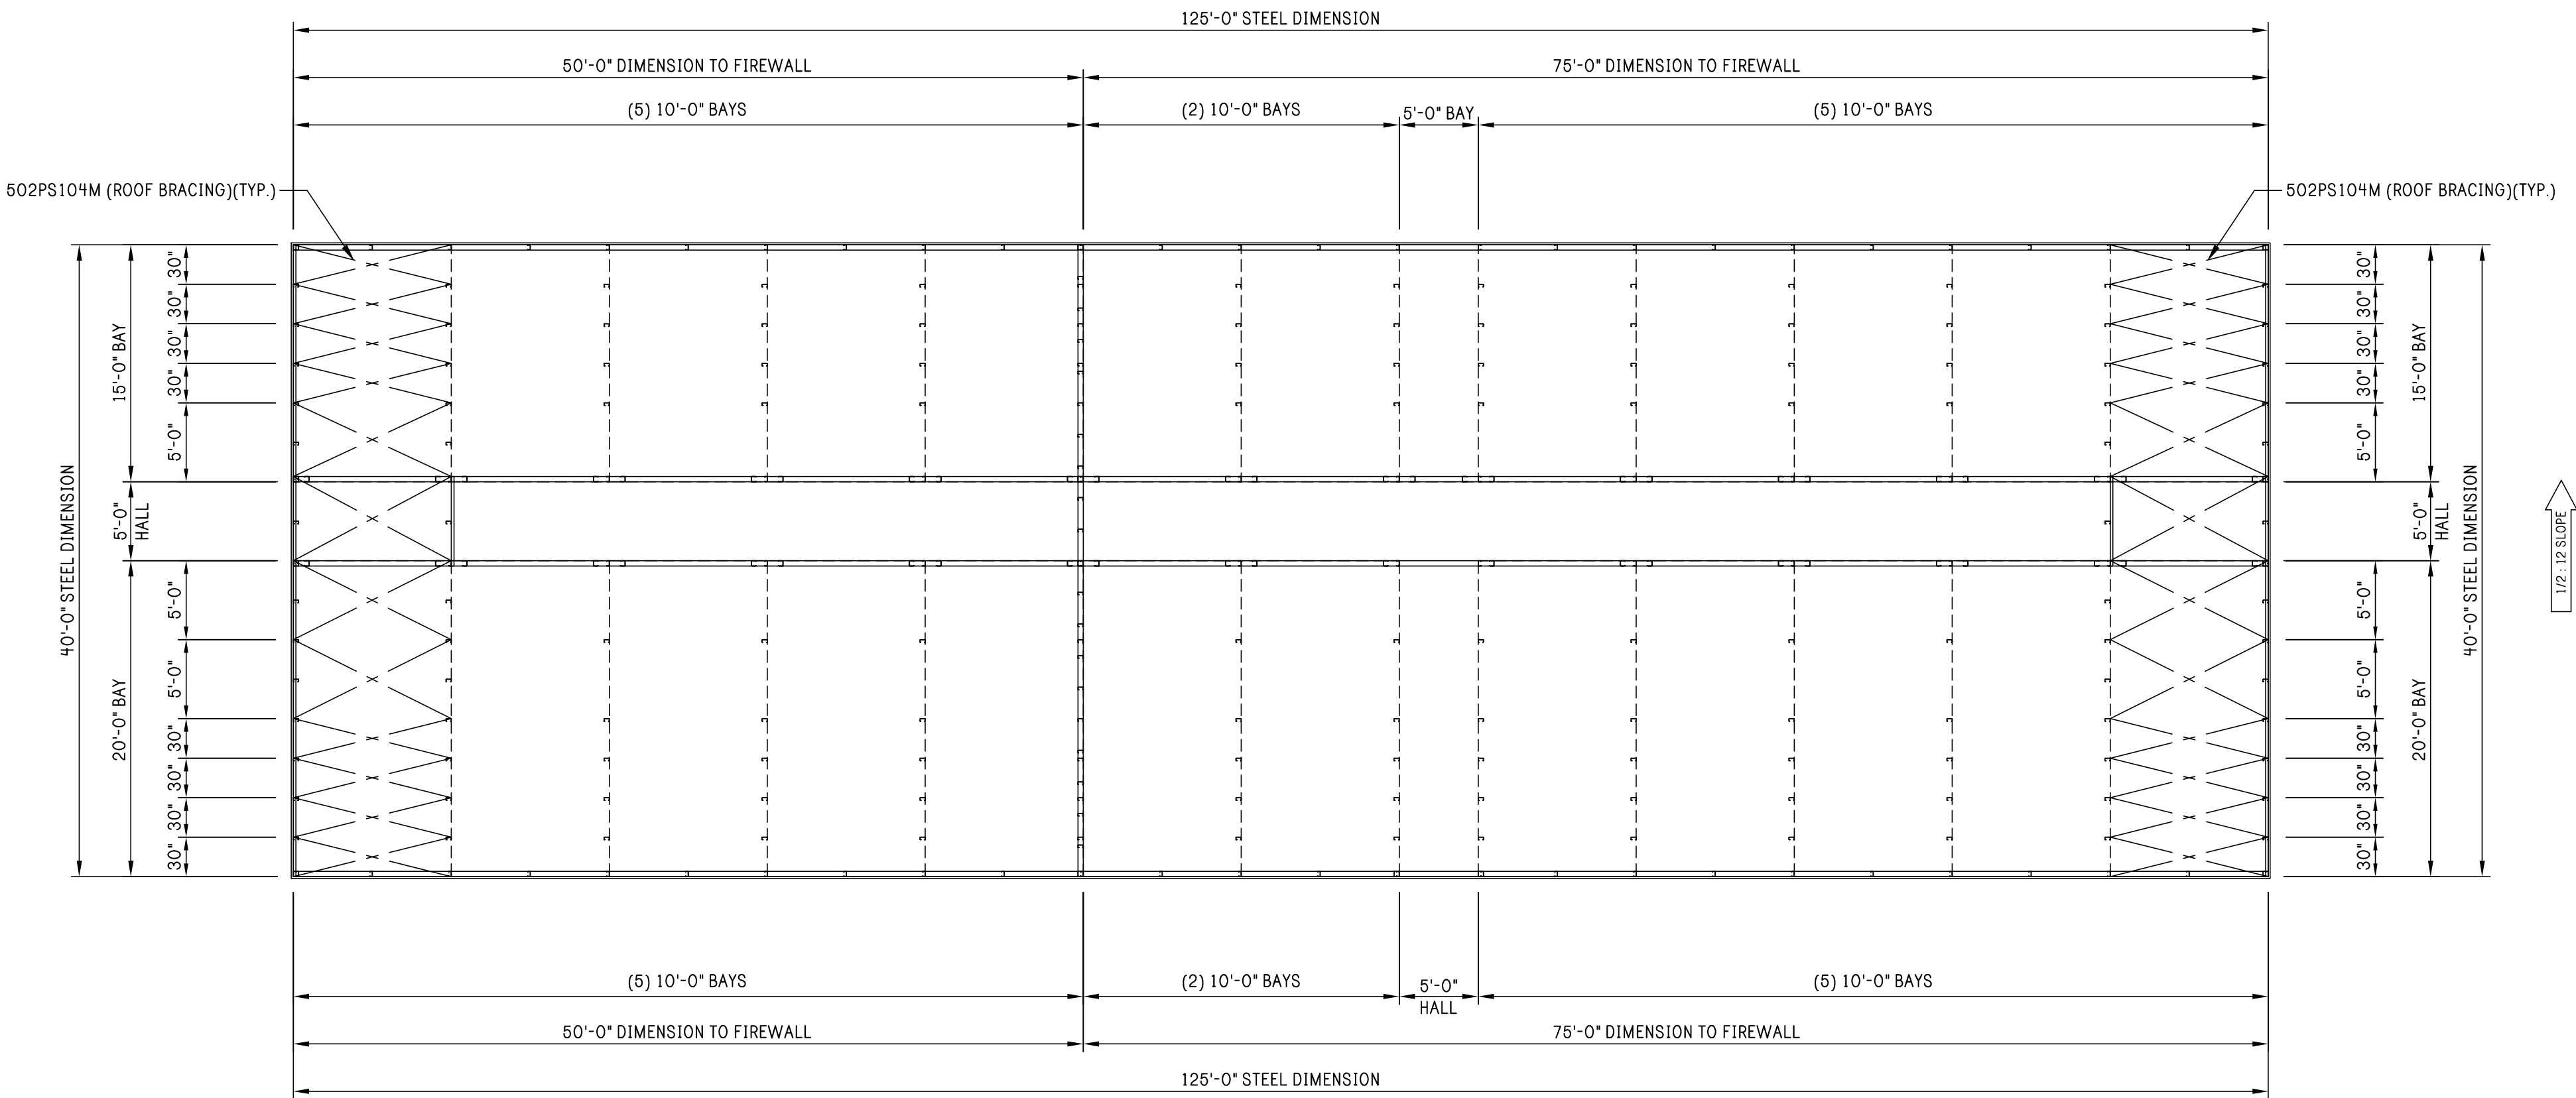 125'-0" STEEL DIMENSION
50'-0" DIMENSION TO FIREWALL
75'-0" DIMENSION TO FIREWALL
(5) 10'-0" BAYS
(2) 10'-0" BAYS
5'-0" BAY
(5) 10'-0" BAYS
502PS104M (ROOF BRACING)(TYP.)
502PS104M (ROOF BRACING)(TYP.)
40'-0" STEEL DIMENSION
15'-0" BAY
5'-0"
HALL
20'-0" BAY
30"
30"
30"
30"
5'-0"
5'-0"
5'-0"
30"
30"
30"
30"
30"
30"
30"
30"
5'-0"
5'-0"
5'-0"
30"
30"
30"
30"
15'-0" BAY
5'-0"
HALL
20'-0" BAY
40'-0" STEEL DIMENSION
1/2 : 12 SLOPE
(5) 10'-0" BAYS
(2) 10'-0" BAYS
5'-0"
HALL
(5) 10'-0" BAYS
50'-0" DIMENSION TO FIREWALL
75'-0" DIMENSION TO FIREWALL
125'-0" STEEL DIMENSION